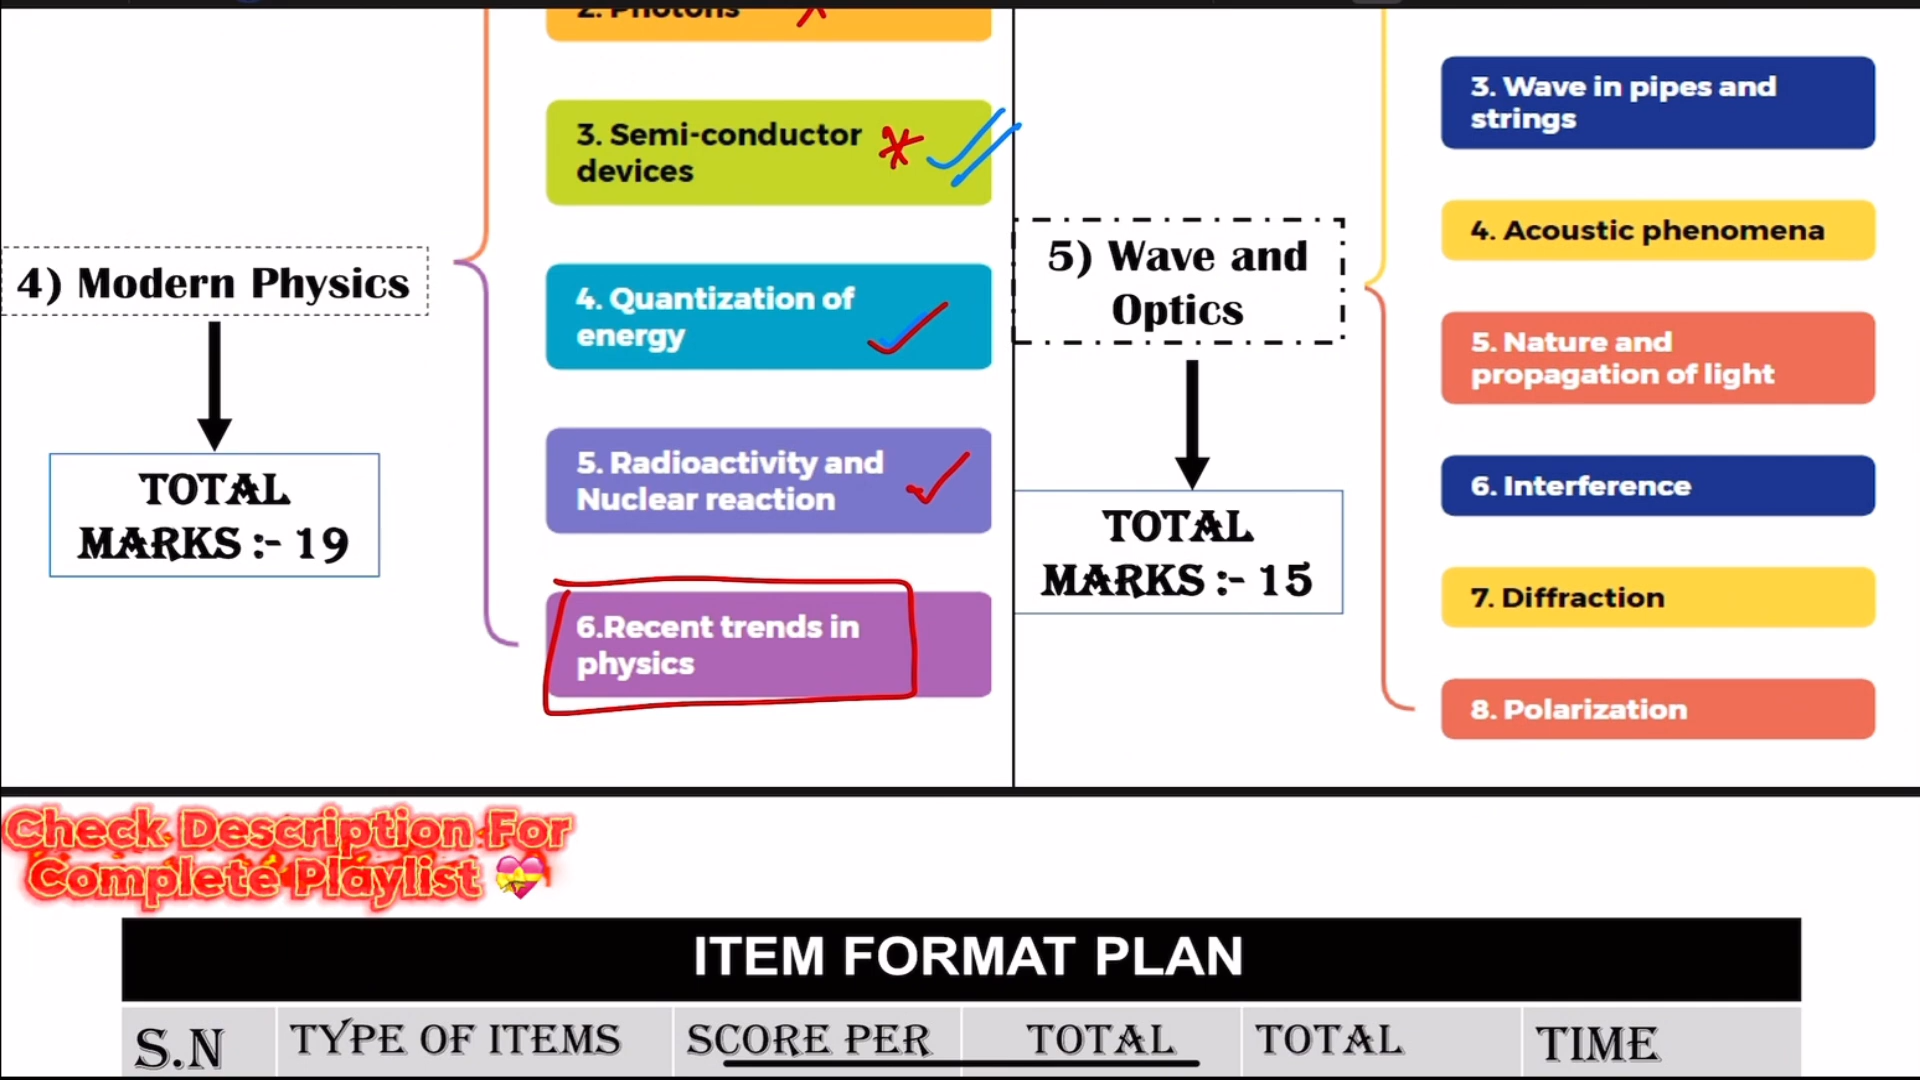 2. Photons
3. Semi-conductor
devices
4) Modern Physics
4. Quantization of
energy
5. Radioactivity and
Nuclear reaction
TOTAL
MARKS :- 19
6.Recent trends in
physics
3. Wave in pipes and
strings
4. Acoustic phenomena
5) Wave and
Optics
5. Nature and
propagation of light
6. Interference
TOTAL
MARKS :- 15
7. Diffraction
8. Polarization
Check Description For
Complete Playlist 💝
ITEM FORMAT PLAN
S.N TYPE OF ITEMS SCORE PER TOTAL TOTAL TIME